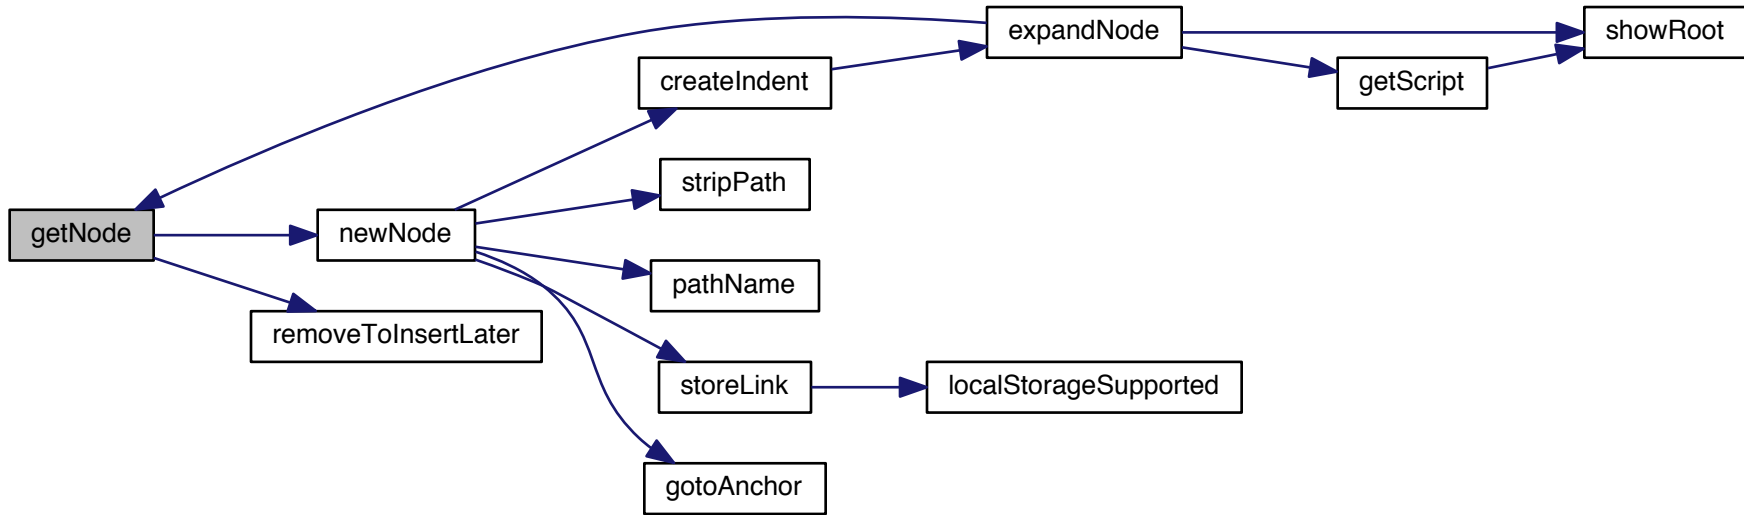 expandNode
showRoot
createIndent
getScript
stripPath
getNode
newNode
pathName
removeToInsertLater
storeLink
localStorageSupported
gotoAnchor